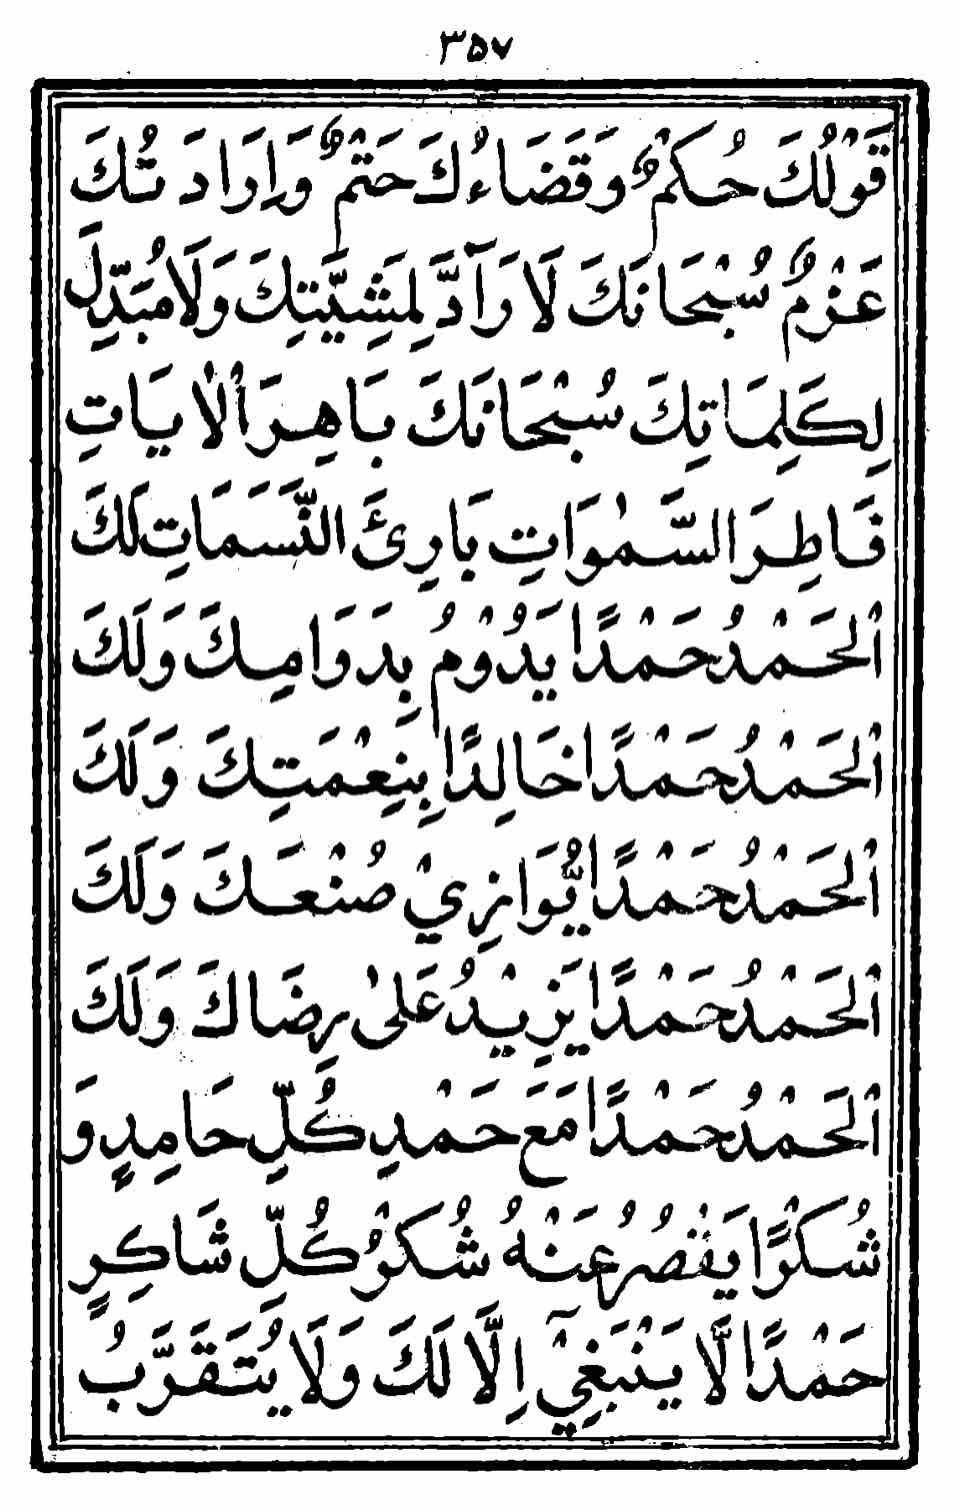 ٣٥٧
قَوْلُكَ حُكْمٌ وَقَضَاءُكَ حَتْمٌ وَاِرَادَتُكَ
عَزْمٌ سُبْحَانَكَ لَا رَآدَّ لِمَشِيَّتِكَ وَلَا مُبَدِّلَ
لِكَلِمَاتِكَ سُبْحَانَكَ بَاهِرَ الْاٰيَاتِ
فَاطِرَ السَّمٰوَاتِ بَارِئَ النَّسَمَاتِ لَكَ
الْحَمْدُ حَمْدًا يَدُوْمُ بِدَوَامِكَ وَلَكَ
الْحَمْدُ حَمْدًا خَالِدًا بِنِعْمَتِكَ وَلَكَ
الْحَمْدُ حَمْدًا يُّوَازِيْ صُنْعَكَ وَلَكَ
الْحَمْدُ حَمْدًا يَزِيْدُ عَلٰى رِضَاكَ وَلَكَ
الْحَمْدُ حَمْدًا مَعَ حَمْدِ كُلِّ حَامِدٍ وَ
شُكْرًا يَقْصُرُ عَنْهُ شُكْرُ كُلِّ شَاكِرٍ
حَمْدًا لَّا يَنْبَغِيْٓ اِلَّا لَكَ وَلَا يُتَقَرَّبُ